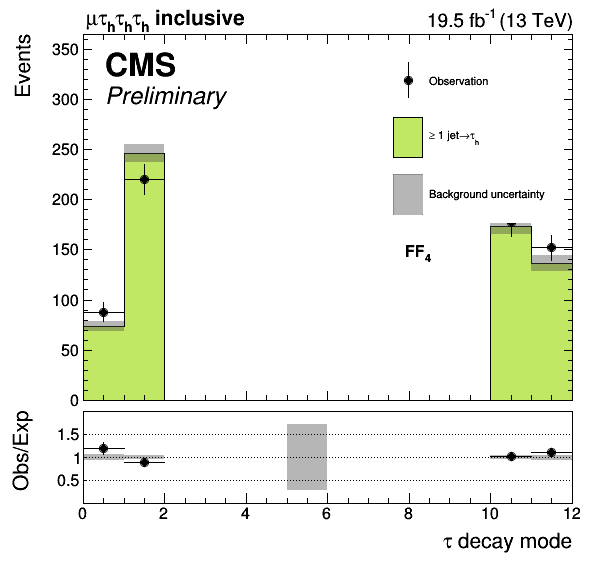 μτhτhτh inclusive
19.5 fb-1 (13 TeV)
Events
CMS
Preliminary
Observation
≥ 1 jet→τh
Background uncertainty
FF4
350
300
250
200
150
100
50
0
Obs/Exp
1.5
1
0.5
0 2 4 6 8 10 12
τ decay mode